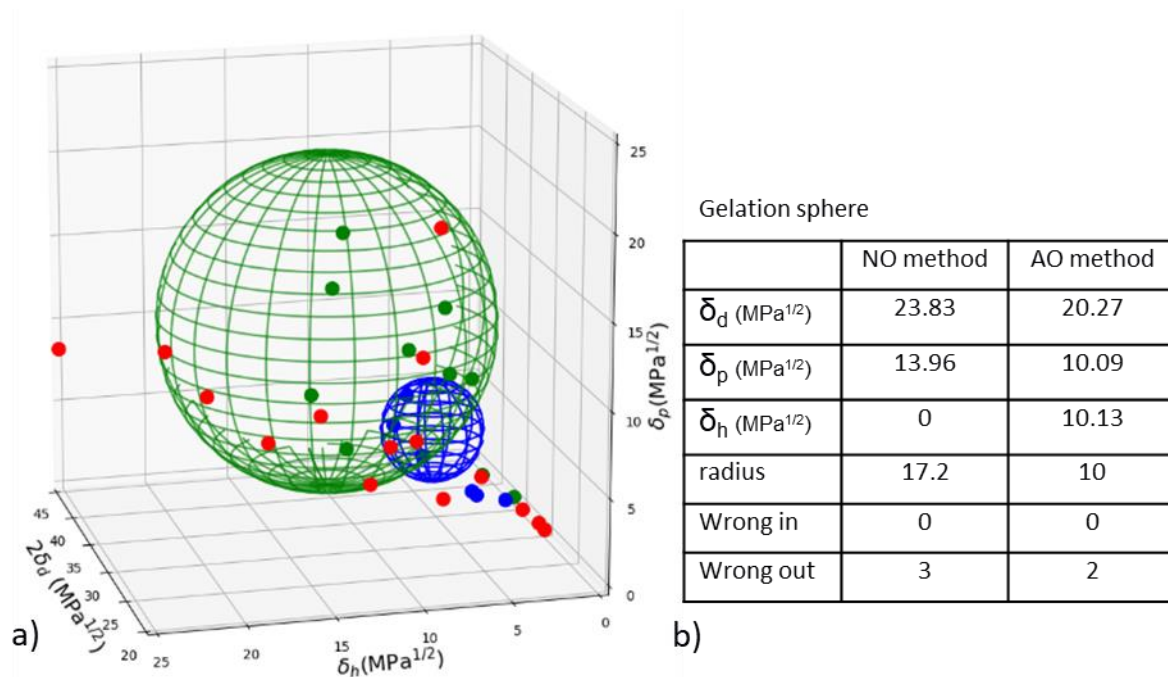 25
20
15
10
5
0
δp(MPa1/2)
45
40
35
30
25
20
2δd (MPa1/2)
25
20
15
10
5
0
δh(MPa1/2)
a)
Gelation sphere
NO method AO method
δd (MPa1/2) 23.83 20.27
δp (MPa1/2) 13.96 10.09
δh (MPa1/2) 0 10.13
radius 17.2 10
Wrong in 0 0
Wrong out 3 2
b)